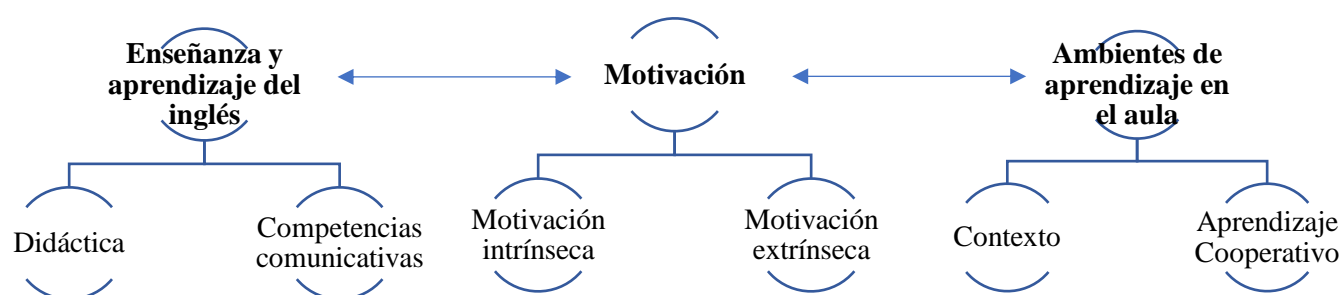 Enseñanza y
aprendizaje del
inglés
Motivación
Ambientes de
aprendizaje en
el aula
Didáctica
Competencias
comunicativas
Motivación
intrínseca
Motivación
extrínseca
Contexto
Aprendizaje
Cooperativo